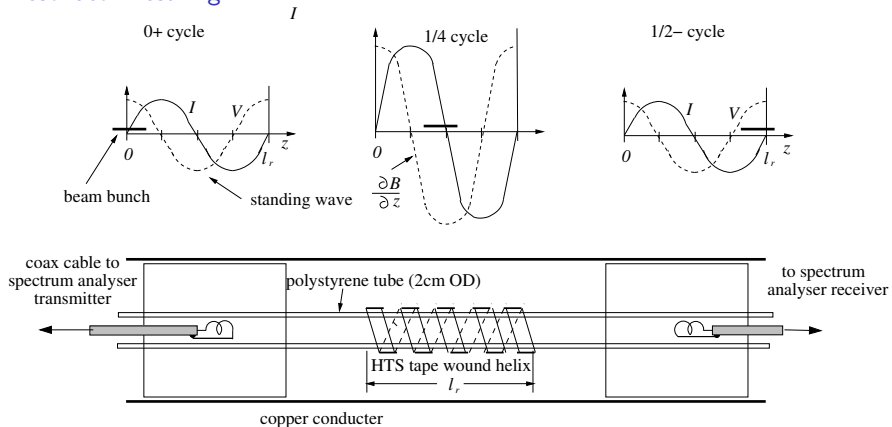 I
0+ cycle
1/4 cycle
1/2− cycle
I
V
z
0
l_r
beam bunch
standing wave
0
∂B
∂z
I
V
z
0
l_r
coax cable to
spectrum analyser
transmitter
polystyrene tube (2cm OD)
to spectrum
analyser receiver
HTS tape wound helix
l_r
copper conducter